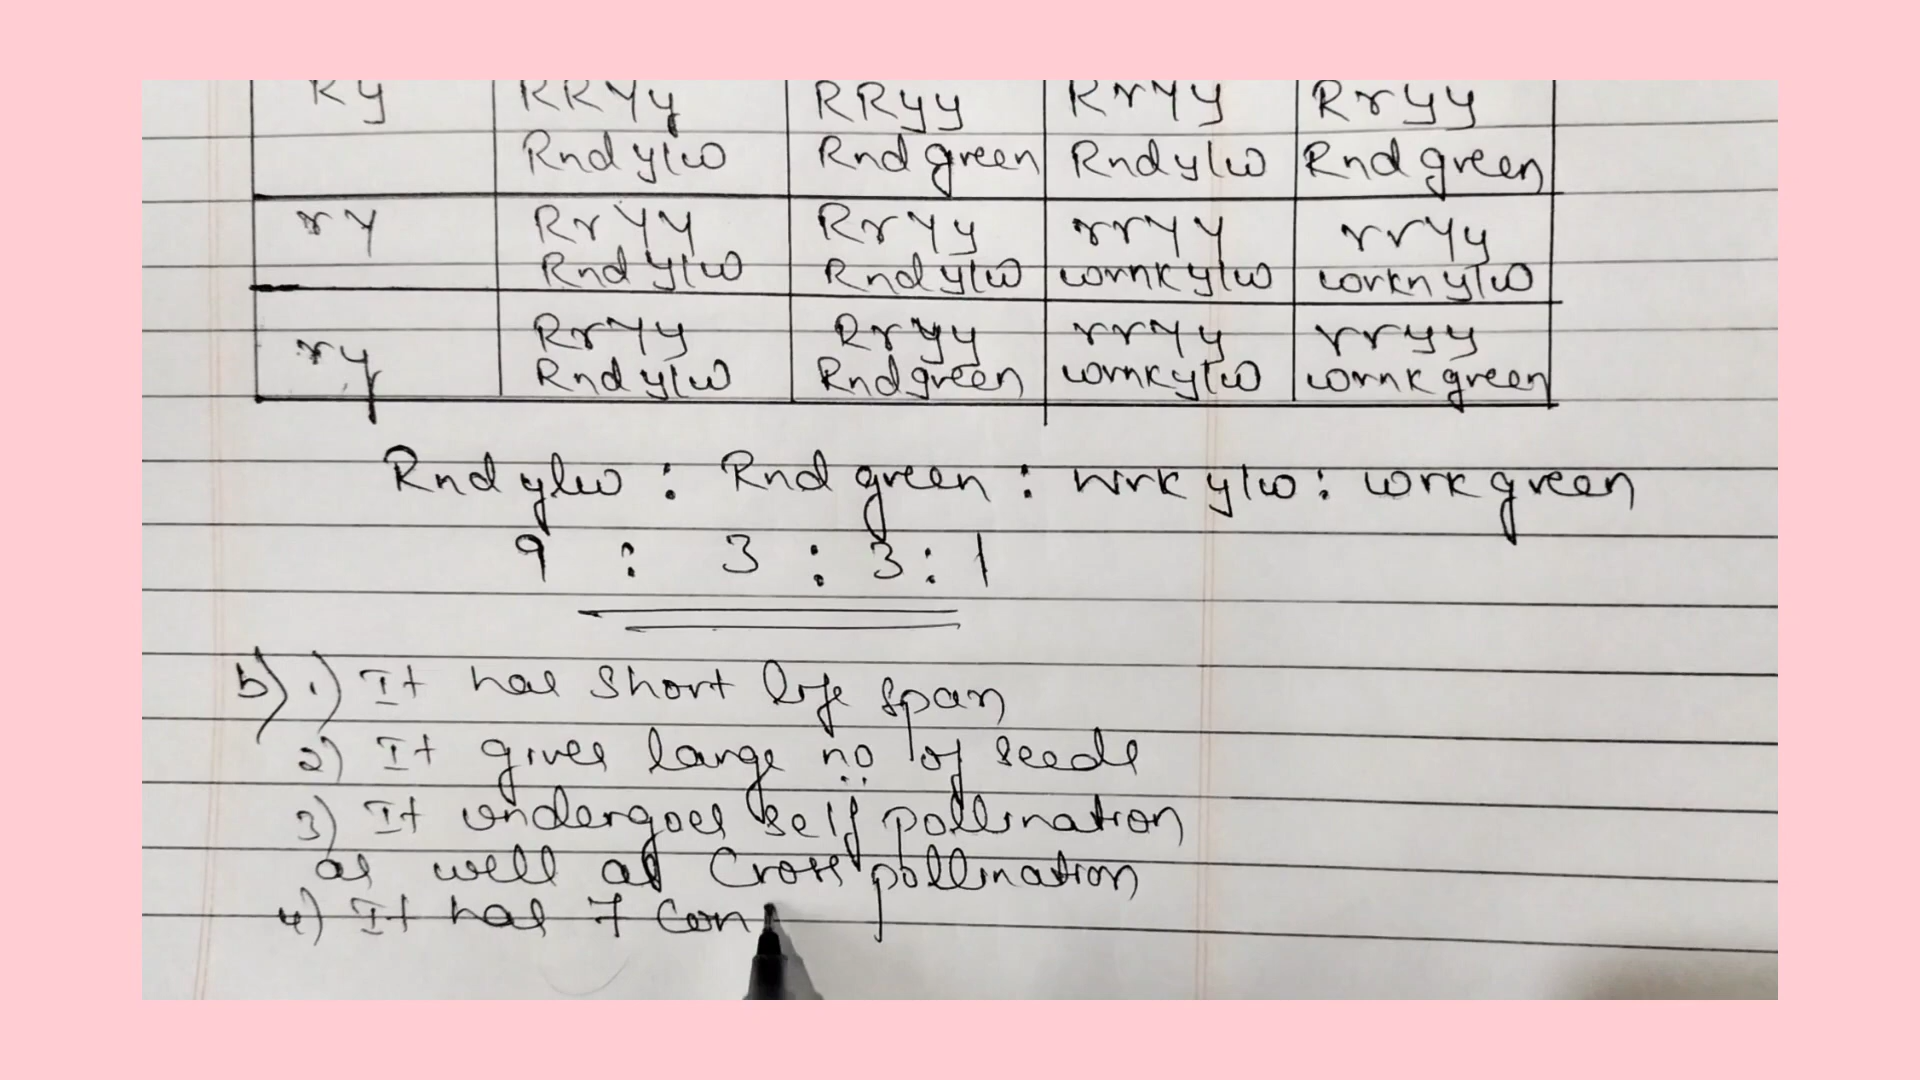 Ry RRYy RRyy RrYy Rryy
Rnd ylw Rnd green Rnd ylw Rnd green
rY RrYY RrYy rrYY rrYy
Rnd ylw Rnd ylw wrnk ylw wrkn ylw
ry RrYy Rryy rrYy rryy
Rnd ylw Rnd green wrnk ylw wrnk green
Rnd ylw : Rnd green : wrk ylw : wrk green
9 : 3 : 3 : 1
b) 1) It has short life span
2) It gives large no of seeds
3) It undergoes self pollination
as well as cross pollination
4) It has 7 con